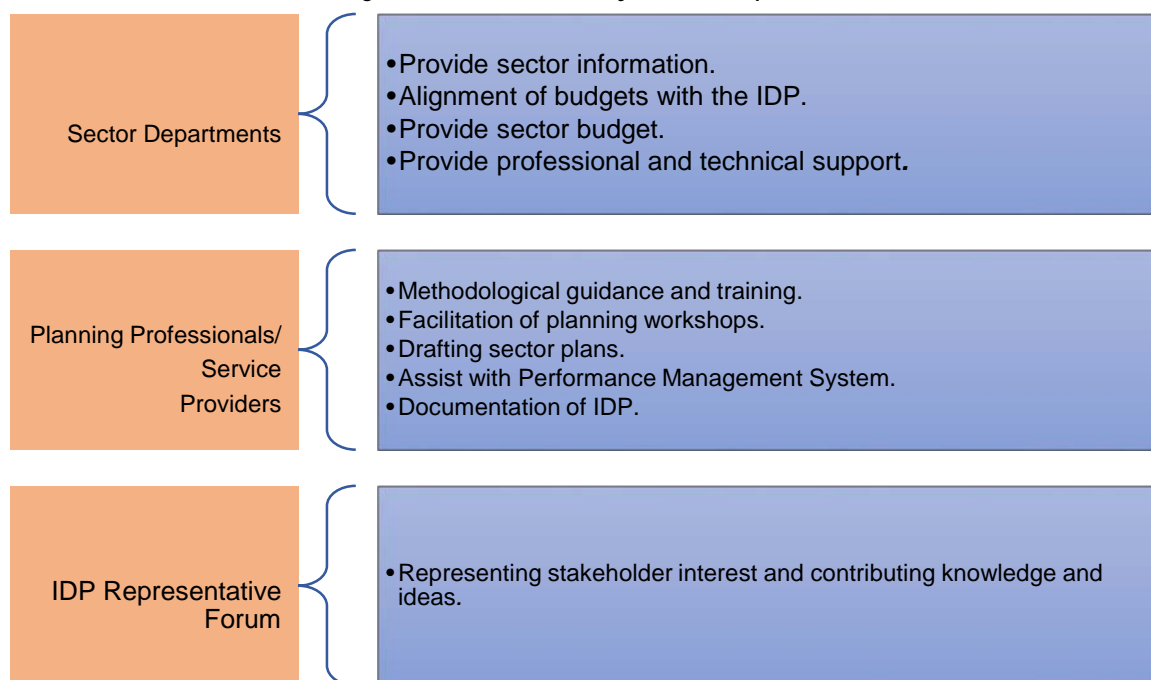 Sector Departments
•Provide sector information.
•Alignment of budgets with the IDP.
•Provide sector budget.
•Provide professional and technical support.
Planning Professionals/
Service
Providers
•Methodological guidance and training.
•Facilitation of planning workshops.
•Drafting sector plans.
•Assist with Performance Management System.
•Documentation of IDP.
IDP Representative
Forum
•Representing stakeholder interest and contributing knowledge and
ideas.